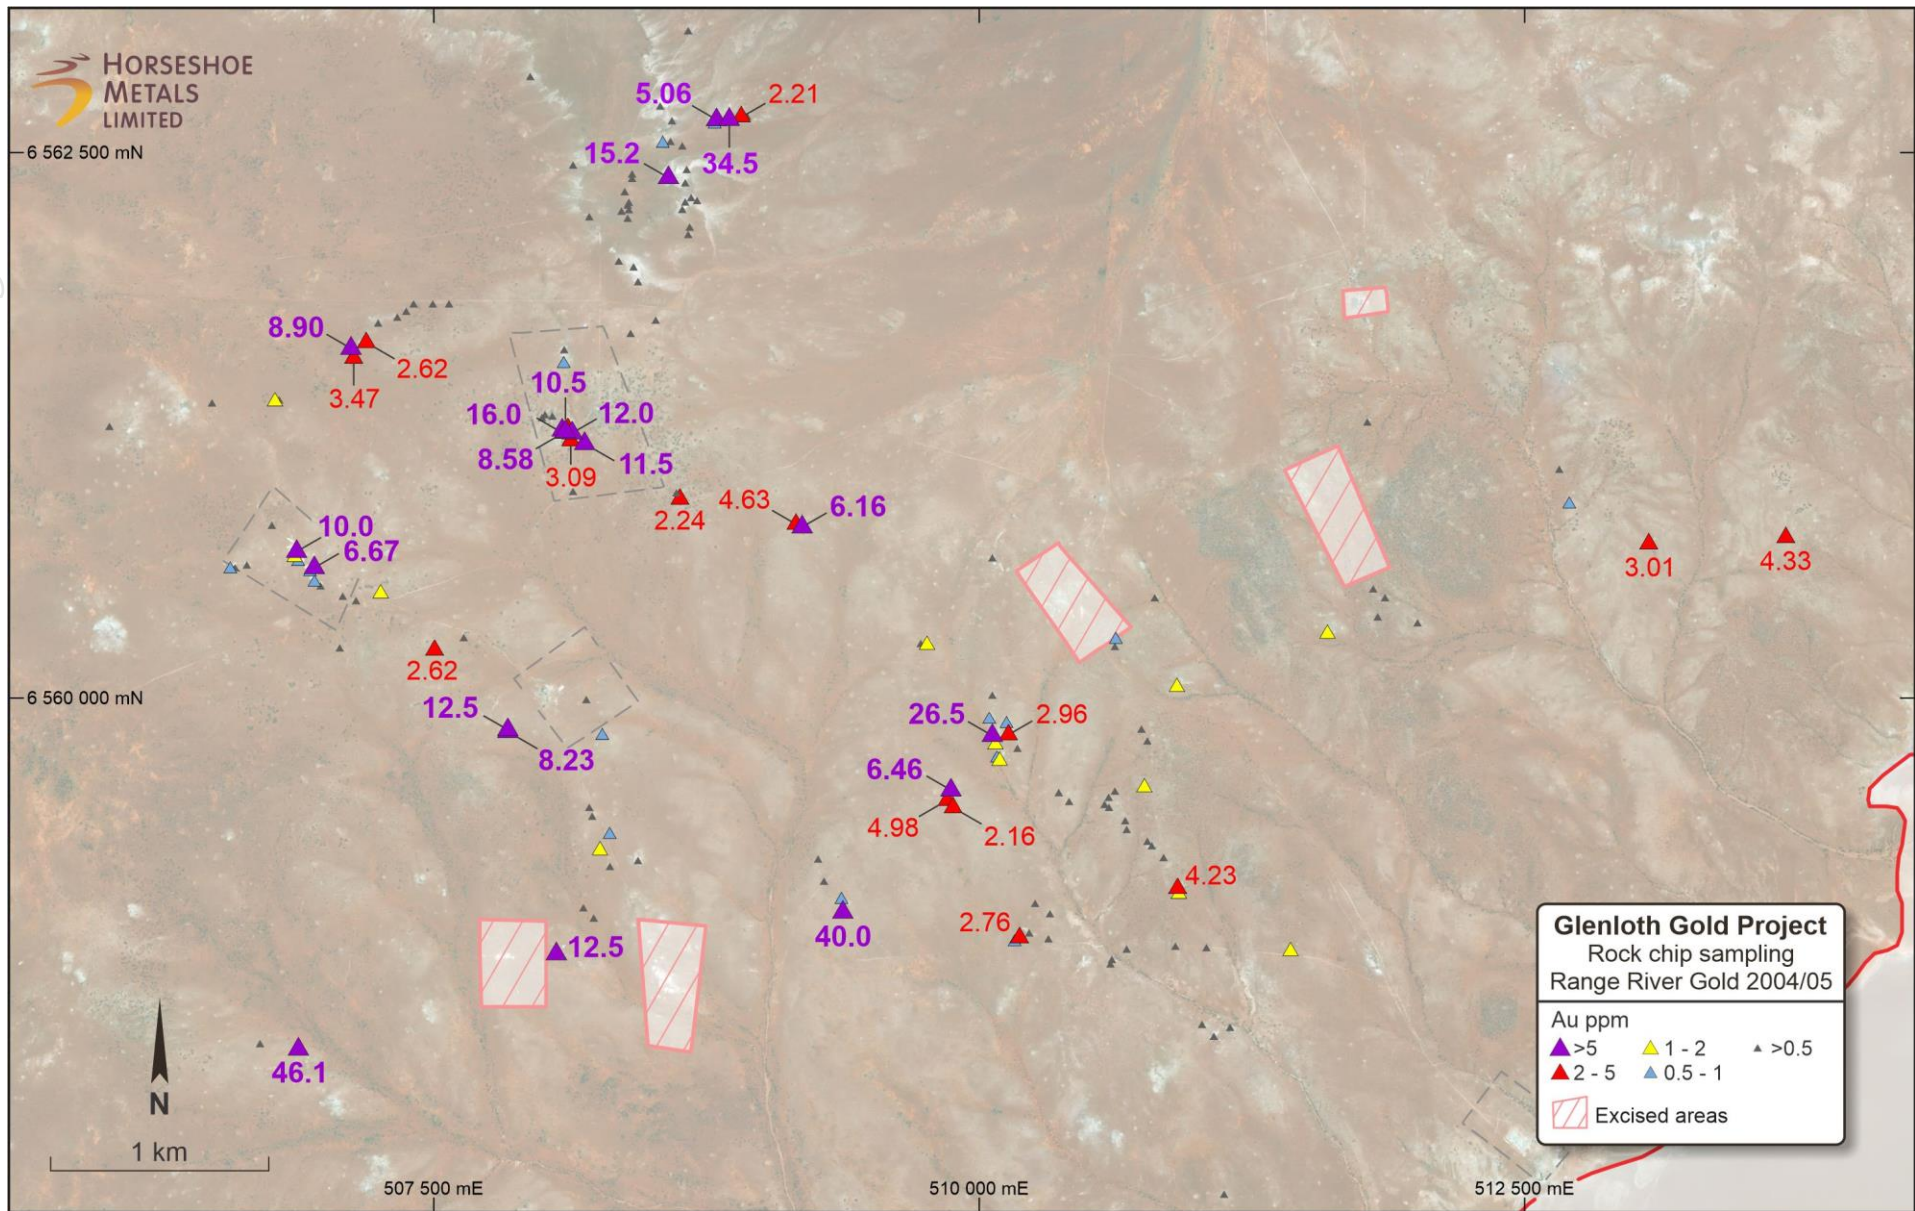 HORSESHOE
METALS
LIMITED
5.06
2.21
6 562 500 mN
15.2
34.5
8.90
2.62
3.47
10.5
16.0
12.0
8.58
11.5
3.09
4.63
6.16
2.24
10.0
6.67
3.01
4.33
2.62
6 560 000 mN
12.5
8.23
26.5
2.96
6.46
4.98
2.16
4.23
2.76
40.0
12.5
46.1
N
1 km
507 500 mE
510 000 mE
512 500 mE
Glenloth Gold Project
Rock chip sampling
Range River Gold 2004/05
Au ppm
>5
1 - 2
>0.5
2 - 5
0.5 - 1
Excised areas